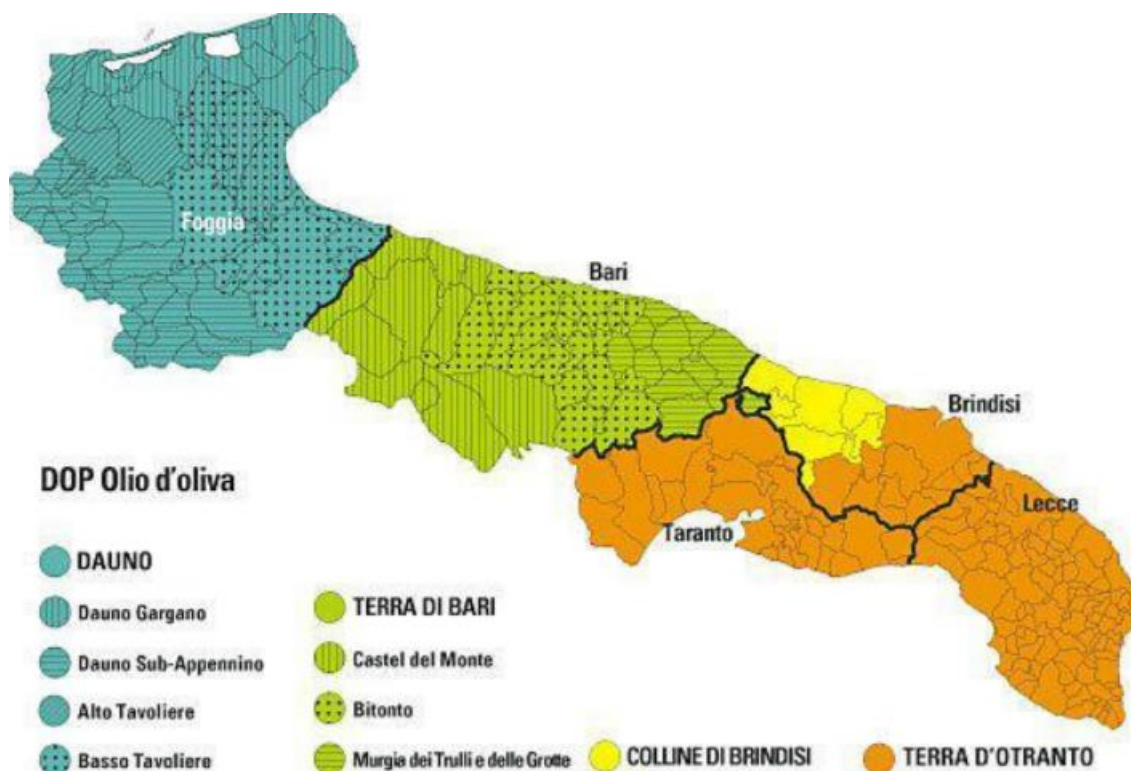 Foggia
Bari
Brindisi
Lecce
Taranto
DOP Olio d'oliva
DAUNO
Dauno Gargano
Dauno Sub-Appennino
Alto Tavoliere
Basso Tavoliere
TERRA DI BARI
Castel del Monte
Bitonto
Murgia dei Trulli e delle Grotte
COLLINE DI BRINDISI
TERRA D'OTRANTO